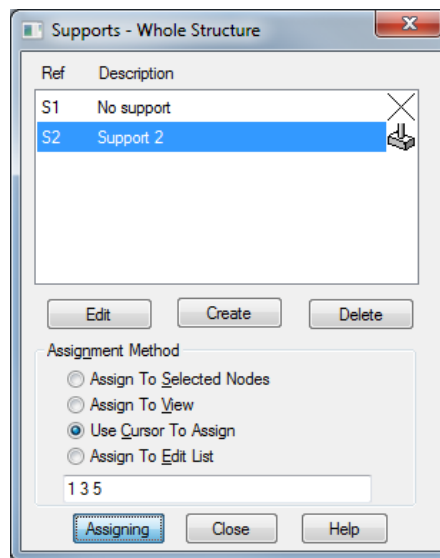 Supports - Whole Structure
Ref Description
S1 No support
S2 Support 2
Edit Create Delete
Assignment Method
Assign To Selected Nodes
Assign To View
Use Cursor To Assign
Assign To Edit List
1 3 5
Assigning Close Help